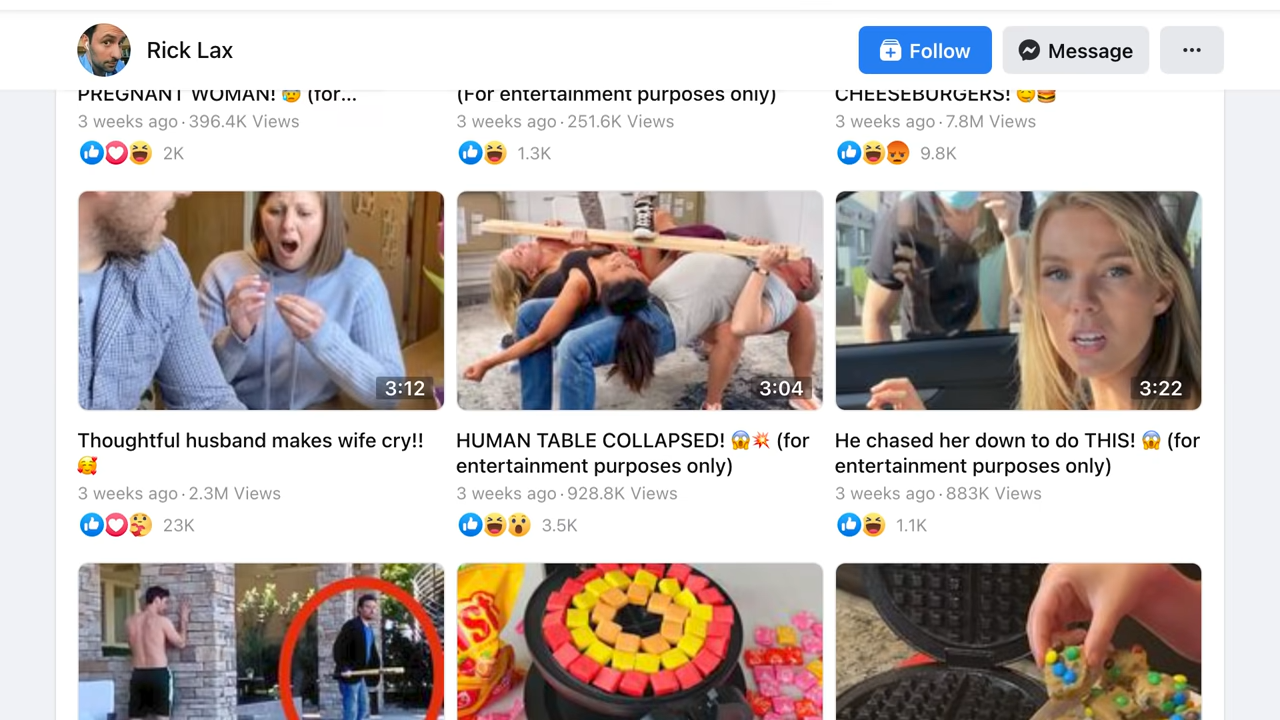 Rick Lax
Follow
Message
PREGNANT WOMAN! 😰 (for...
(For entertainment purposes only)
CHEESEBURGERS! 😋🍔
3 weeks ago · 396.4K Views
3 weeks ago · 251.6K Views
3 weeks ago · 7.8M Views
2K
1.3K
9.8K
3:12
3:04
3:22
Thoughtful husband makes wife cry!!
🥰
HUMAN TABLE COLLAPSED! 😱💥 (for
entertainment purposes only)
He chased her down to do THIS! 😱 (for
entertainment purposes only)
3 weeks ago · 2.3M Views
3 weeks ago · 928.8K Views
3 weeks ago · 883K Views
23K
3.5K
1.1K